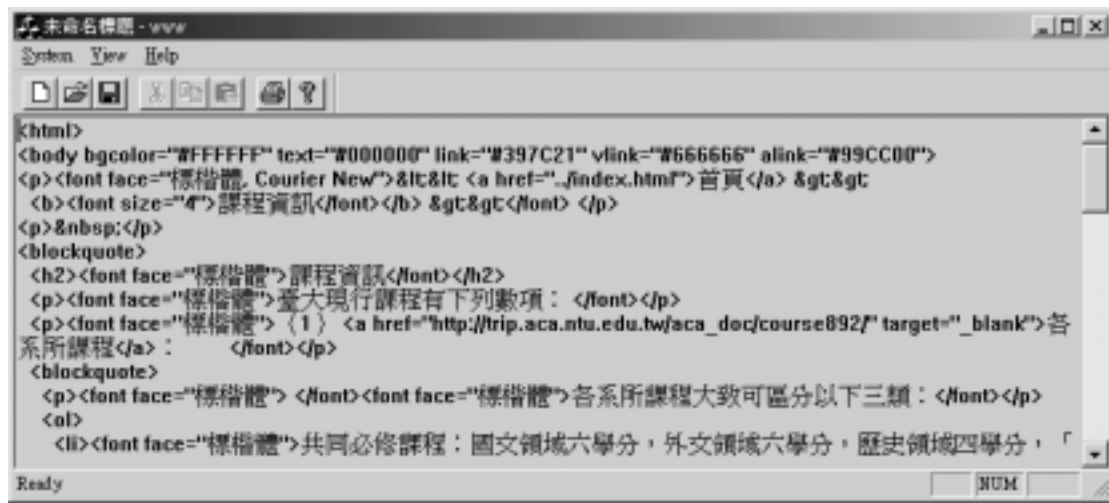 未命名標題 - www
System View Help
<html>
<body bgcolor="#FFFFFF" text="#000000" link="#397C21" vlink="#666666" alink="#99CC00">
<p><font face="標楷體, Courier New">&lt;&lt; <a href="../index.html">首頁</a> &gt;&gt;
<b><font size="4">課程資訊</font></b> &gt;&gt;</font> </p>
<p>&nbsp;</p>
<blockquote>
<h2><font face="標楷體">課程資訊</font></h2>
<p><font face="標楷體">臺大現行課程有下列數項： </font></p>
<p><font face="標楷體">（1） <a href="http://trip.aca.ntu.edu.tw/aca_doc/course892/" target="_blank">各
系所課程</a>： </font></p>
<blockquote>
<p><font face="標楷體"> </font><font face="標楷體">各系所課程大致可區分以下三類：</font></p>
<ol>
<li><font face="標楷體">共同必修課程：國文領域六學分，外文領域六學分，歷史領域四學分，「
Ready NUM